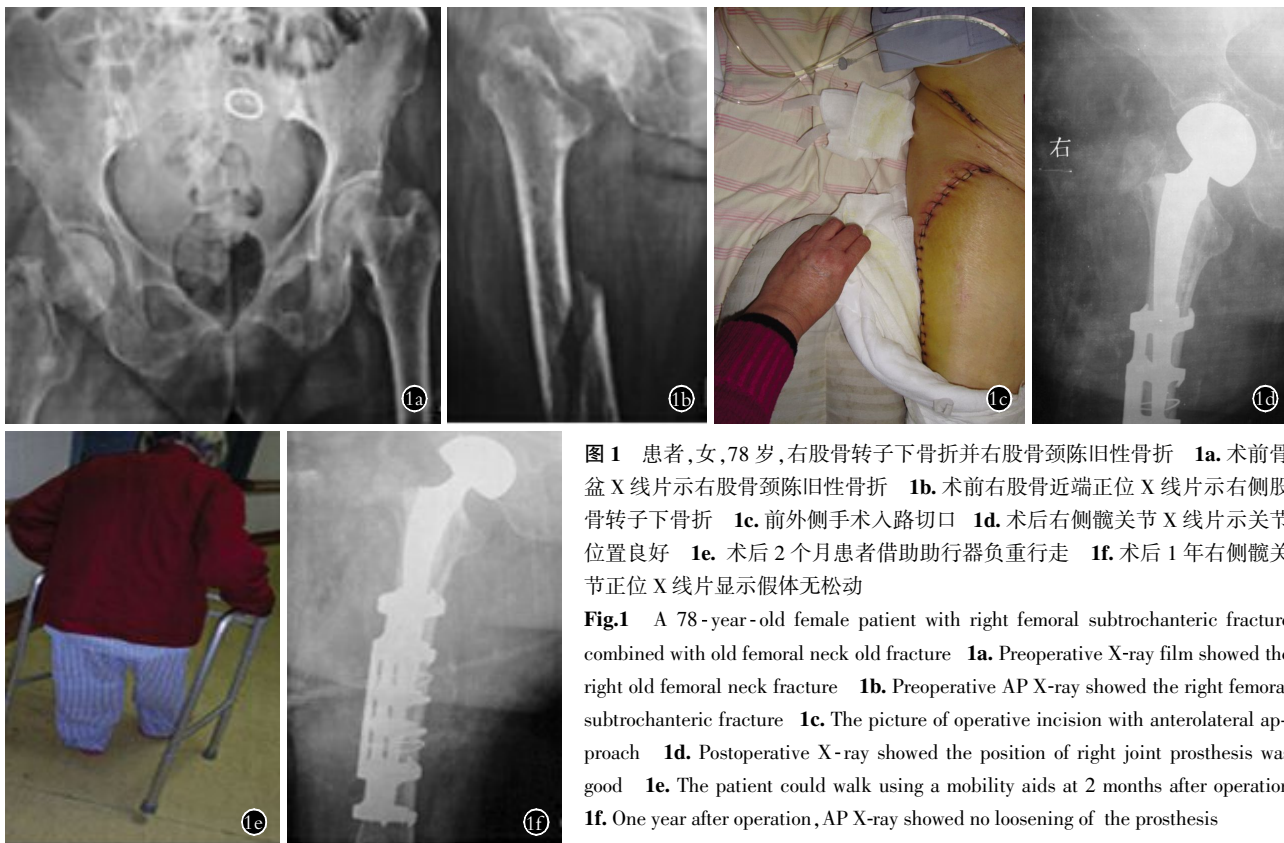 1a
1b
1c
右
1d
1e
1f
图1 患者,女,78 岁,右股骨转子下骨折并右股骨颈陈旧性骨折 1a. 术前骨
盆 X 线片示右股骨颈陈旧性骨折 1b. 术前右股骨近端正位 X 线片示右侧股
骨转子下骨折 1c. 前外侧手术入路切口 1d. 术后右侧髋关节 X 线片示关节
位置良好 1e. 术后 2 个月患者借助助行器负重行走 1f. 术后 1 年右侧髋关
节正位 X 线片显示假体无松动
Fig.1 A 78-year-old female patient with right femoral subtrochanteric fracture
combined with old femoral neck old fracture 1a. Preoperative X-ray film showed the
right old femoral neck fracture 1b. Preoperative AP X-ray showed the right femoral
subtrochanteric fracture 1c. The picture of operative incision with anterolateral ap-
proach 1d. Postoperative X-ray showed the position of right joint prosthesis was
good 1e. The patient could walk using a mobility aids at 2 months after operation
1f. One year after operation, AP X-ray showed no loosening of the prosthesis